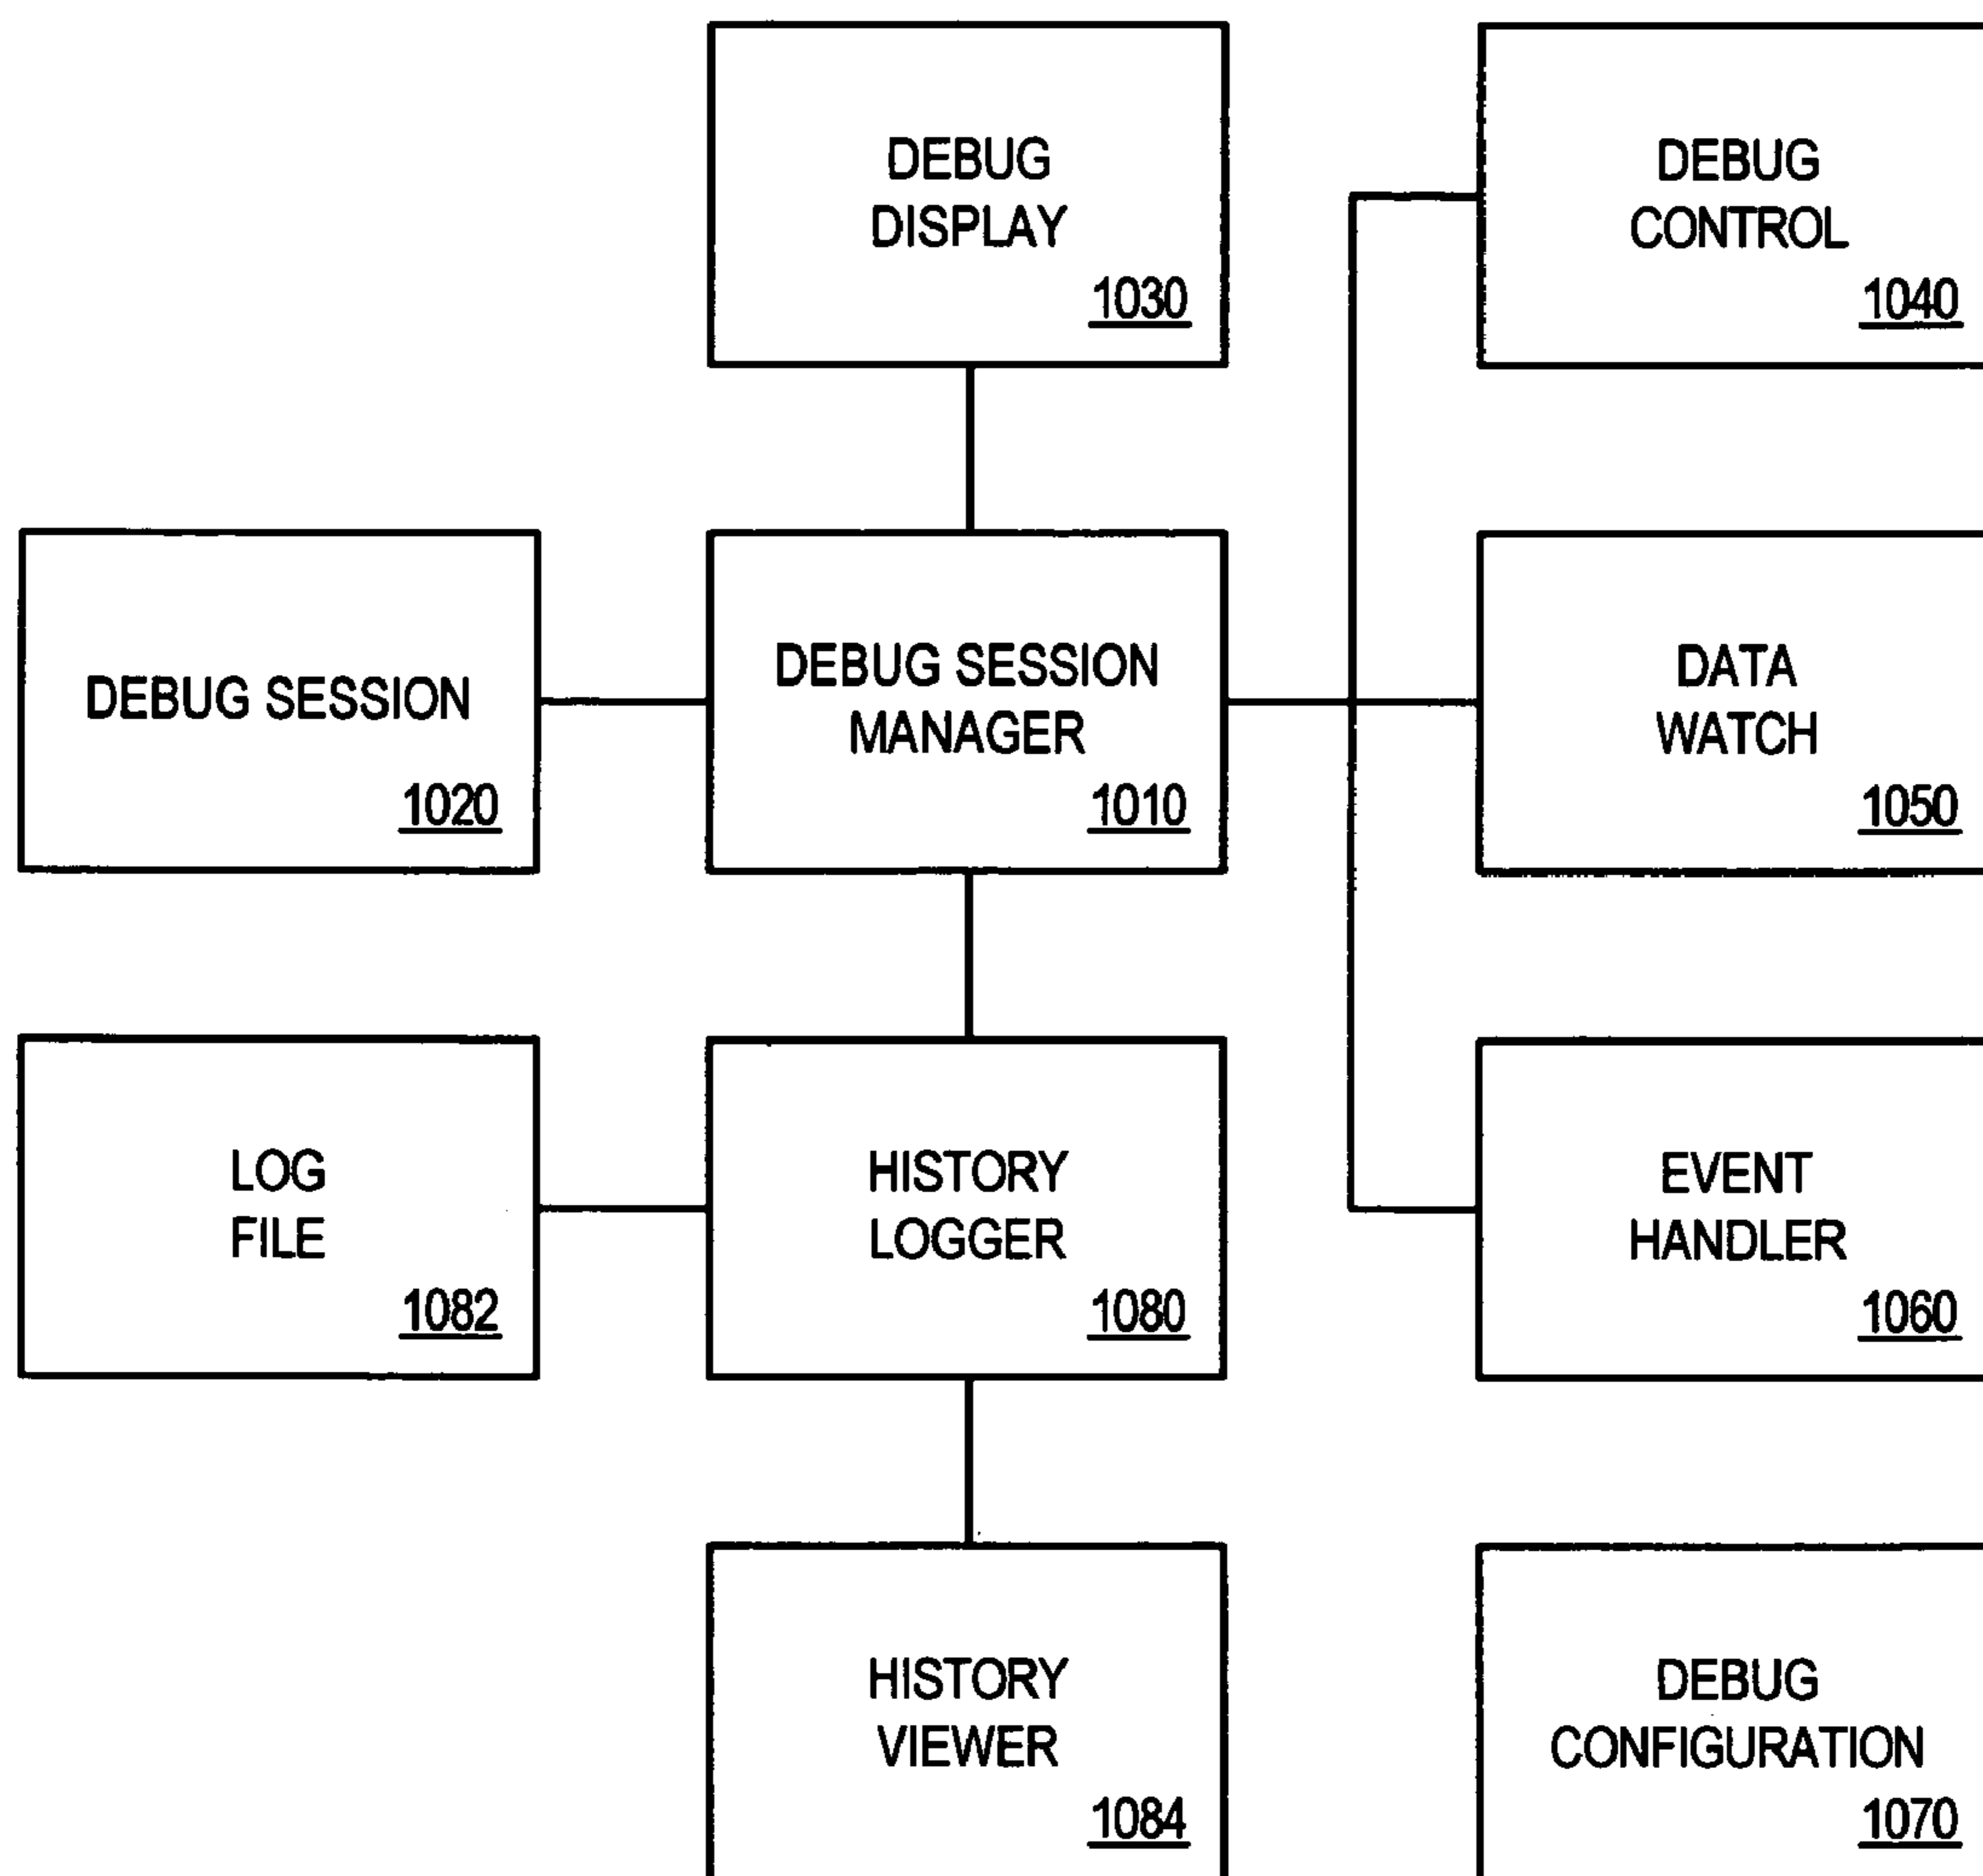 DEBUG
DISPLAY
1030
DEBUG
CONTROL
1040
DEBUG SESSION
1020
DEBUG SESSION
MANAGER
1010
DATA
WATCH
1050
LOG
FILE
1082
HISTORY
LOGGER
1080
EVENT
HANDLER
1060
HISTORY
VIEWER
1084
DEBUG
CONFIGURATION
1070